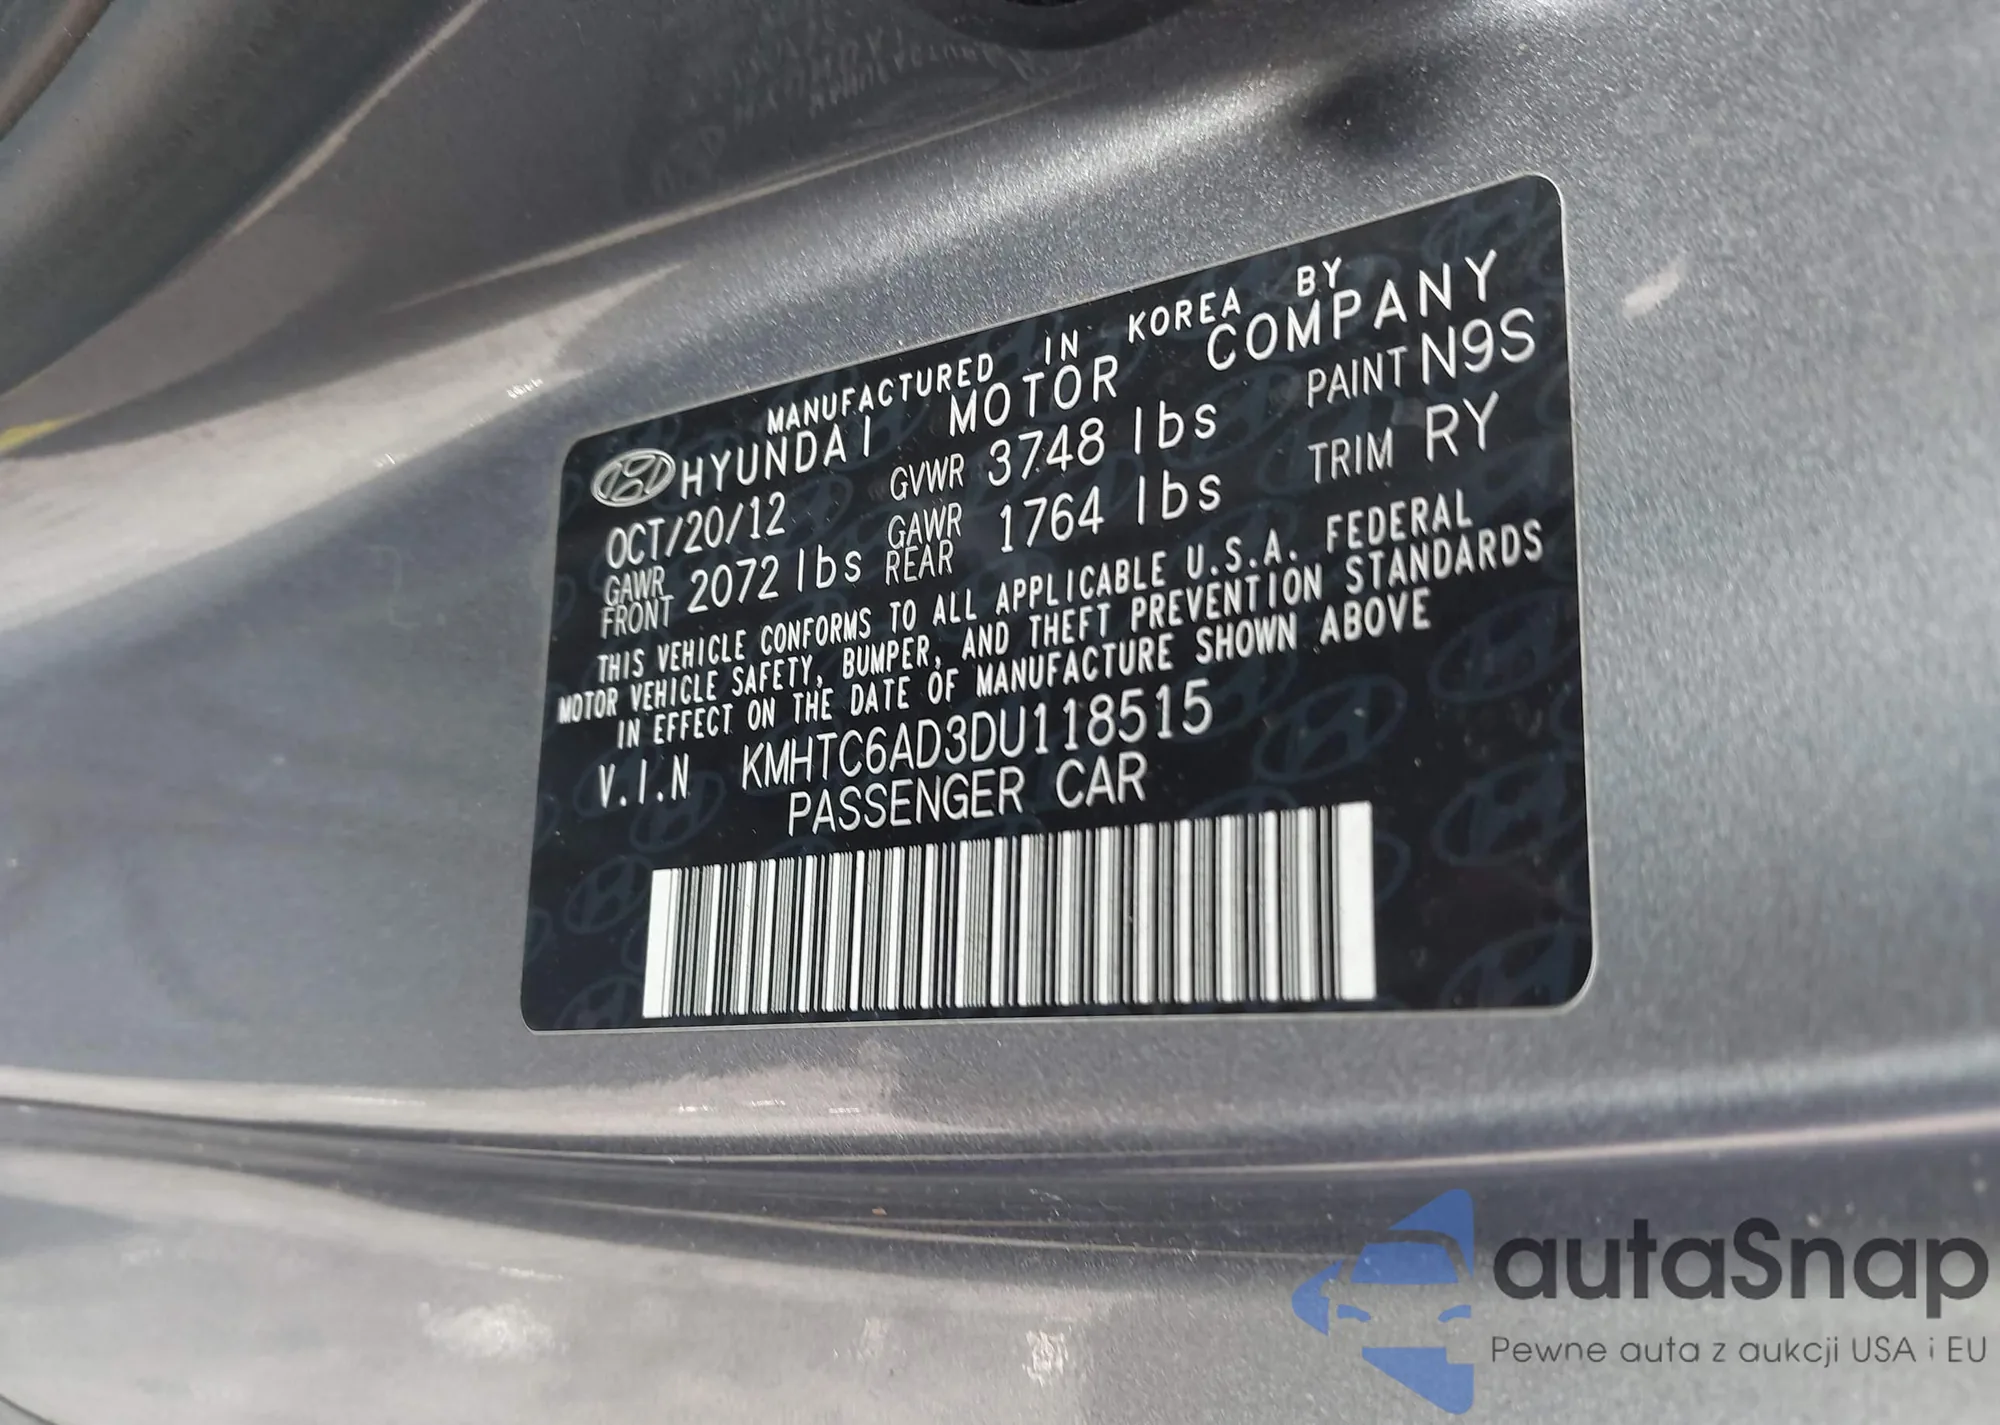 MANUFACTURED IN KOREA BY
HYUNDAI MOTOR COMPANY
OCT/20/12 GVWR 3748 lbs PAINT N9S
GAWR FRONT 2072 lbs GAWR REAR 1764 lbs TRIM RY
THIS VEHICLE CONFORMS TO ALL APPLICABLE U.S.A. FEDERAL
MOTOR VEHICLE SAFETY, BUMPER, AND THEFT PREVENTION STANDARDS
IN EFFECT ON THE DATE OF MANUFACTURE SHOWN ABOVE
V.I.N KMHTC6AD3DU118515
PASSENGER CAR
autaSnap
Pewne auta z aukcji USA i EU